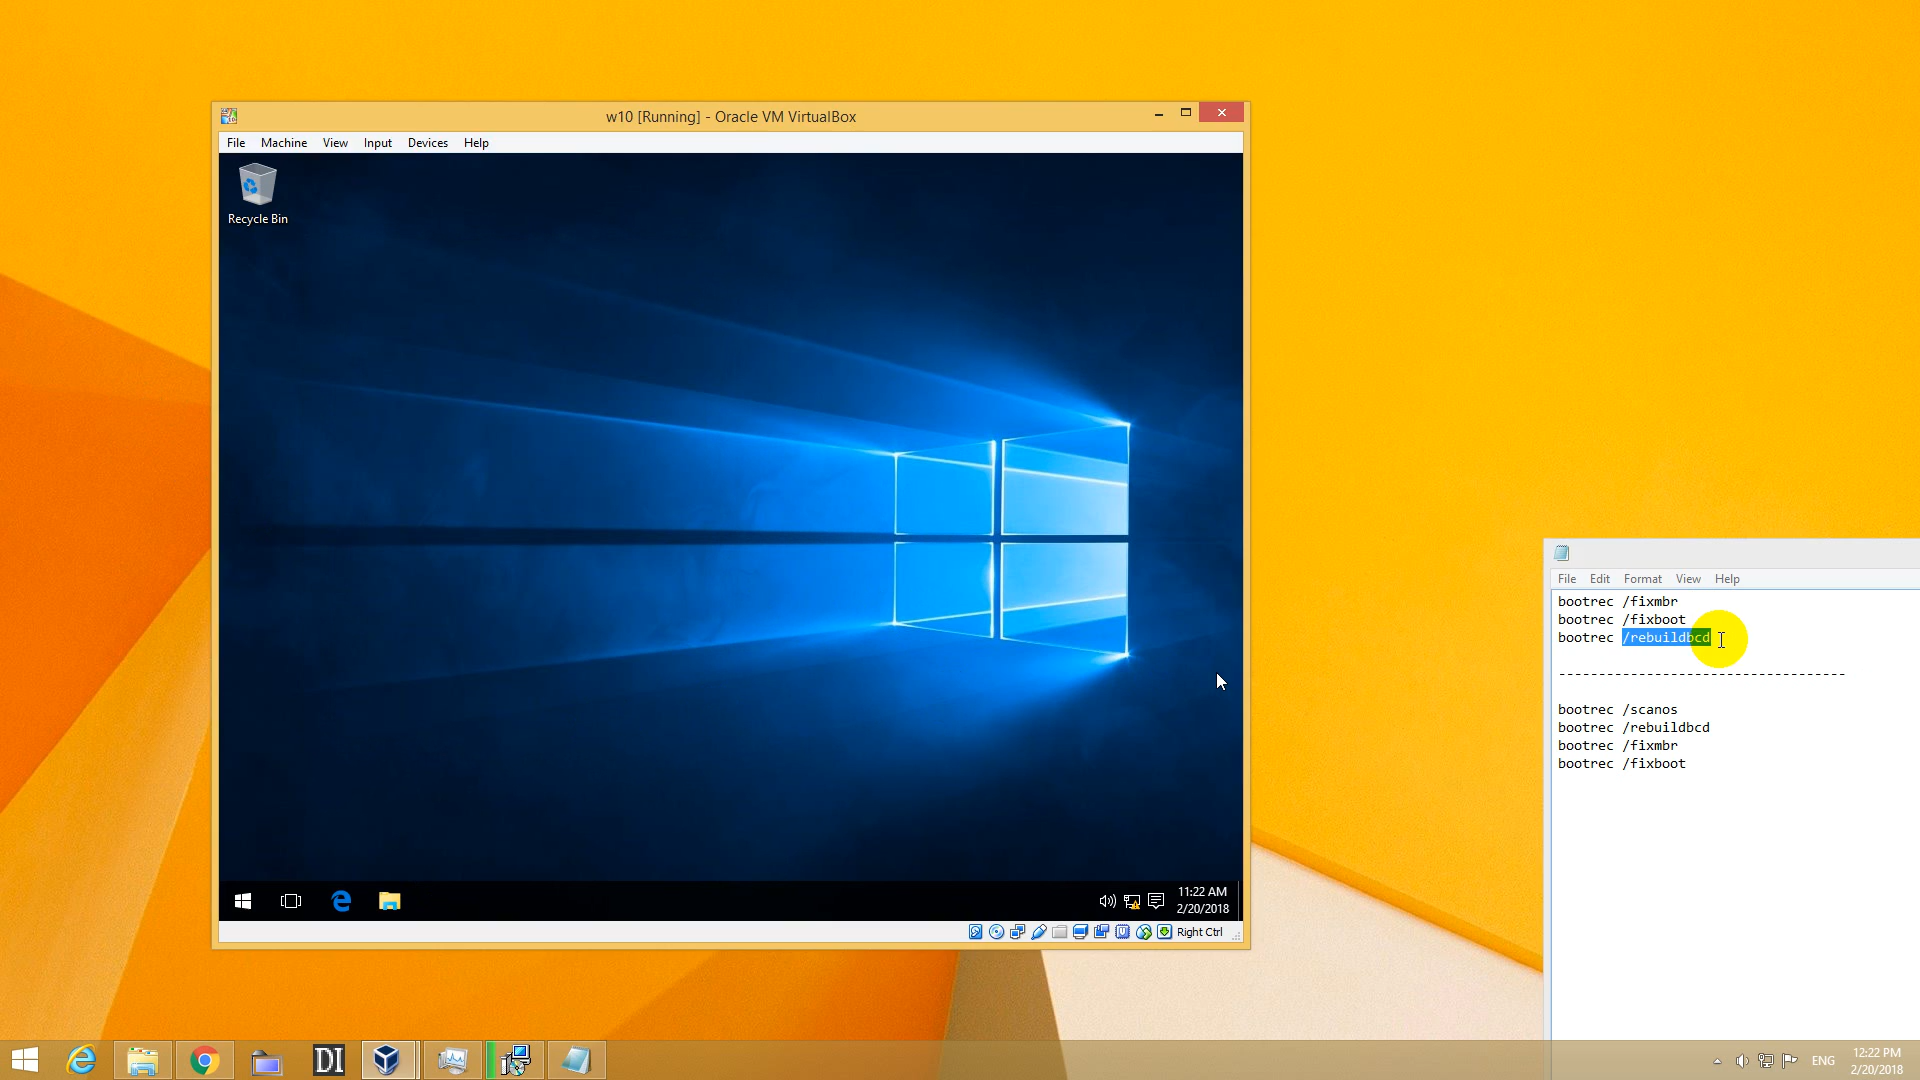 w10 [Running] - Oracle VM VirtualBox
File Machine View Input Devices Help
Recycle Bin
11:22 AM
2/20/2018
Right Ctrl
File Edit Format View Help
bootrec /fixmbr
bootrec /fixboot
bootrec /rebuildbcd
------------------------------------
bootrec /scanos
bootrec /rebuildbcd
bootrec /fixmbr
bootrec /fixboot
DI
ENG
12:22 PM
2/20/2018